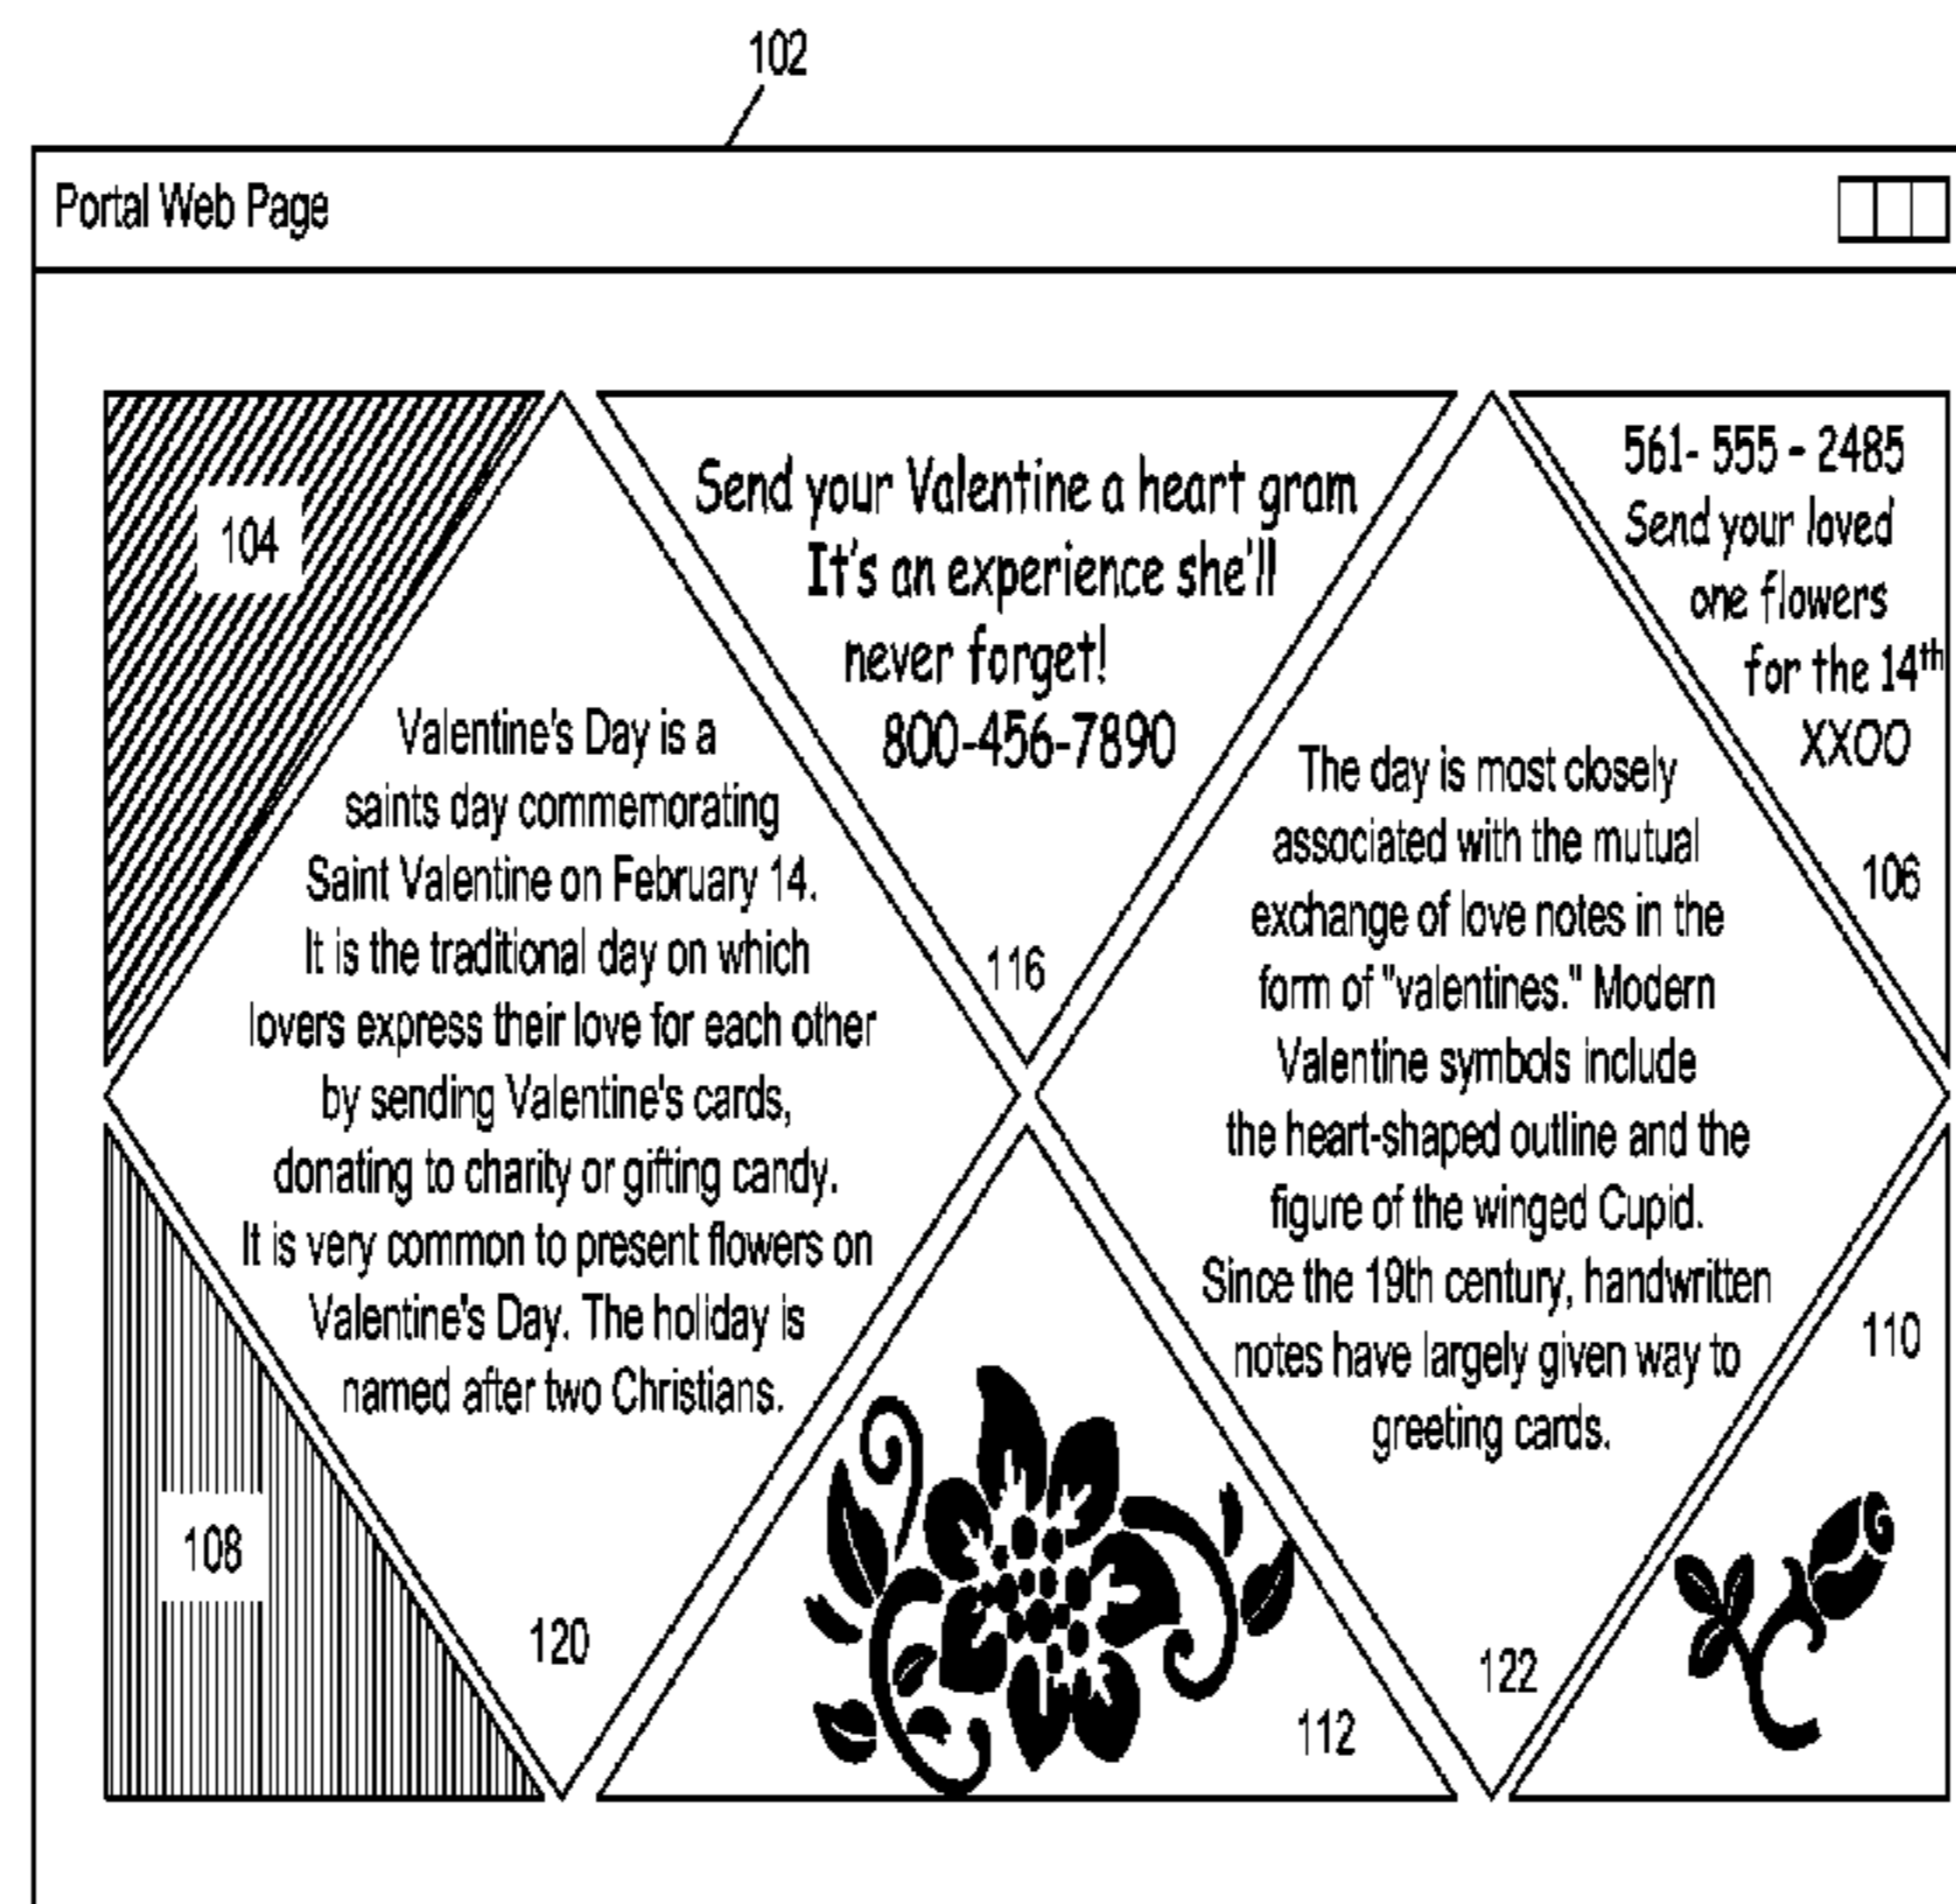 102
Portal Web Page
104
Valentine's Day is a
saints day commemorating
Saint Valentine on February 14.
It is the traditional day on which
lovers express their love for each other
by sending Valentine's cards,
donating to charity or gifting candy.
It is very common to present flowers on
Valentine's Day. The holiday is
named after two Christians.
120
Send your Valentine a heart gram
It's an experience she'll
never forget!
800-456-7890
116
The day is most closely
associated with the mutual
exchange of love notes in the
form of "valentines." Modern
Valentine symbols include
the heart-shaped outline and the
figure of the winged Cupid.
Since the 19th century, handwritten
notes have largely given way to
greeting cards.
122
561- 555 - 2485
Send your loved
one flowers
for the 14th
XXOO
106
108
112
110